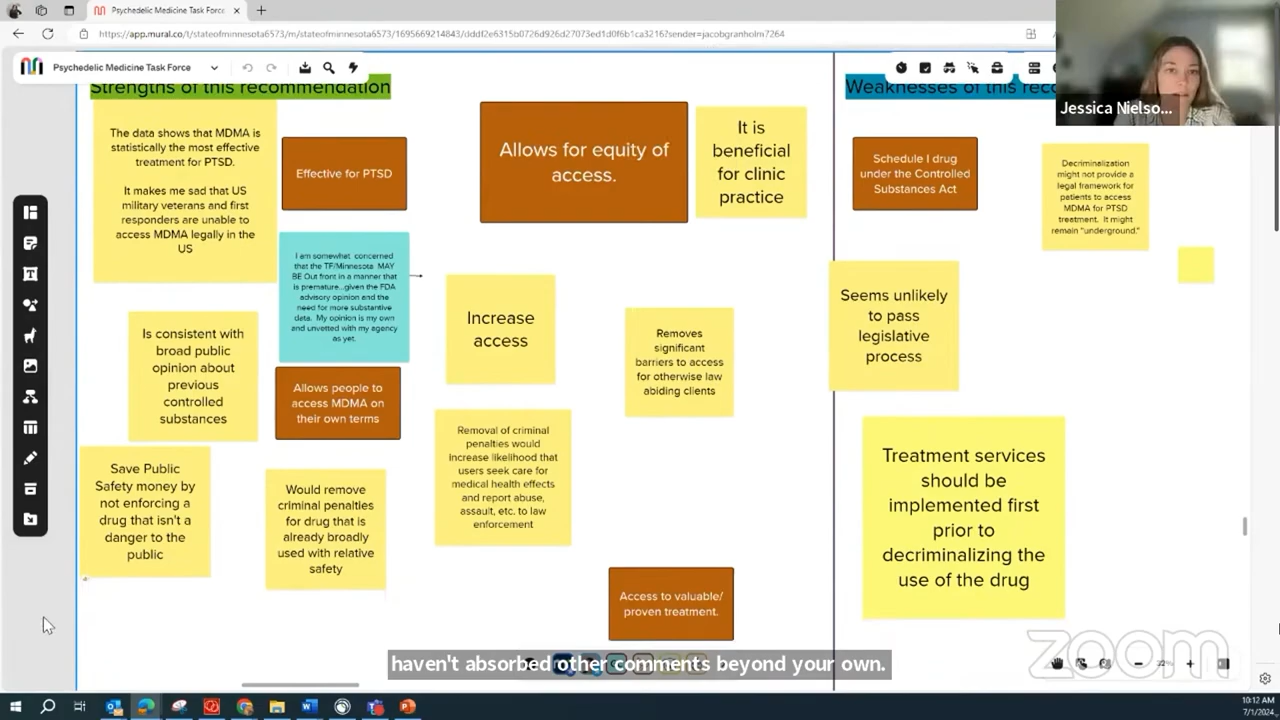 Psychedelic Medicine Task Force
https://app.mural.co/t/stateofminnesota6573/m/stateofminnesota6573/1695669214843/dddf2e6315b0726d926d27073ed1d0f6b1ca3216?sender=jacobgranholm7264
Psychedelic Medicine Task Force
Jessica Nielso...
Strengths of this recommendation
The data shows that MDMA is
statistically the most effective
treatment for PTSD.
It makes me sad that US
military veterans and first
responders are unable to
access MDMA legally in the
US
Effective for PTSD
Allows for equity of
access.
It is
beneficial
for clinic
practice
I am somewhat concerned
that the TF/Minnesota MAY
BE Out front in a manner that
is premature...given the FDA
advisory opinion and the
need for more substantive
data. My opinion is my own
and unvetted with my agency
as yet.
Increase
access
Removes
significant
barriers to access
for otherwise law
abiding clients
Is consistent with
broad public
opinion about
previous
controlled
substances
Allows people to
access MDMA on
their own terms
Removal of criminal
penalties would
increase likelihood that
users seek care for
medical health effects
and report abuse,
assault, etc. to law
enforcement
Save Public
Safety money by
not enforcing a
drug that isn't a
danger to the
public
Would remove
criminal penalties
for drug that is
already broadly
used with relative
safety
Access to valuable/
proven treatment.
Weaknesses of this reco
Schedule I drug
under the Controlled
Substances Act
Decriminalization
might not provide a
legal framework for
patients to access
MDMA for PTSD
treatment. It might
remain "underground."
Seems unlikely
to pass
legislative
process
Treatment services
should be
implemented first
prior to
decriminalizing the
use of the drug
zoom
haven't absorbed other comments beyond your own.
10:12 AM
7/1/2024